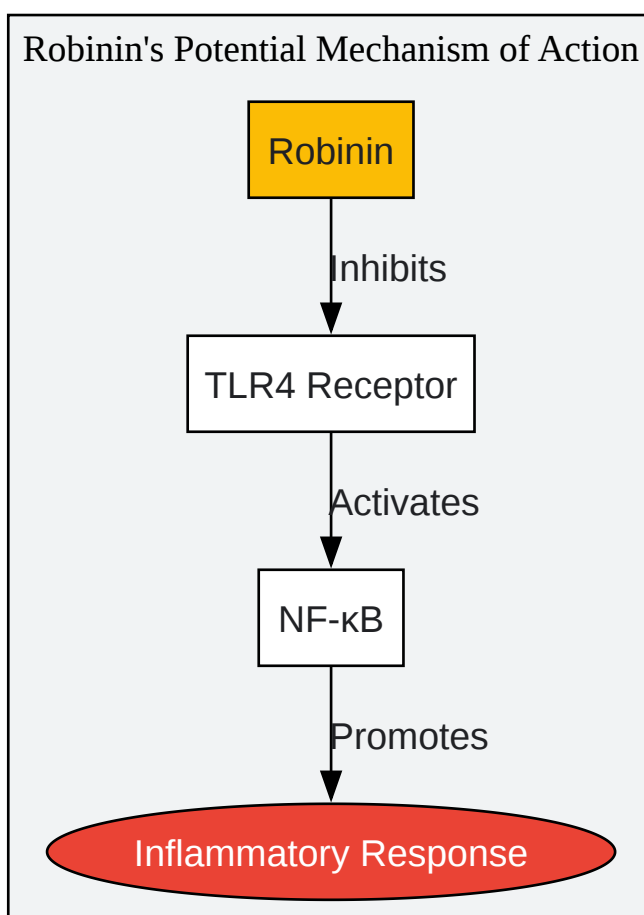 Robinin's Potential Mechanism of Action
Robinin
Inhibits
TLR4 Receptor
Activates
NF-κB
Promotes
Inflammatory Response